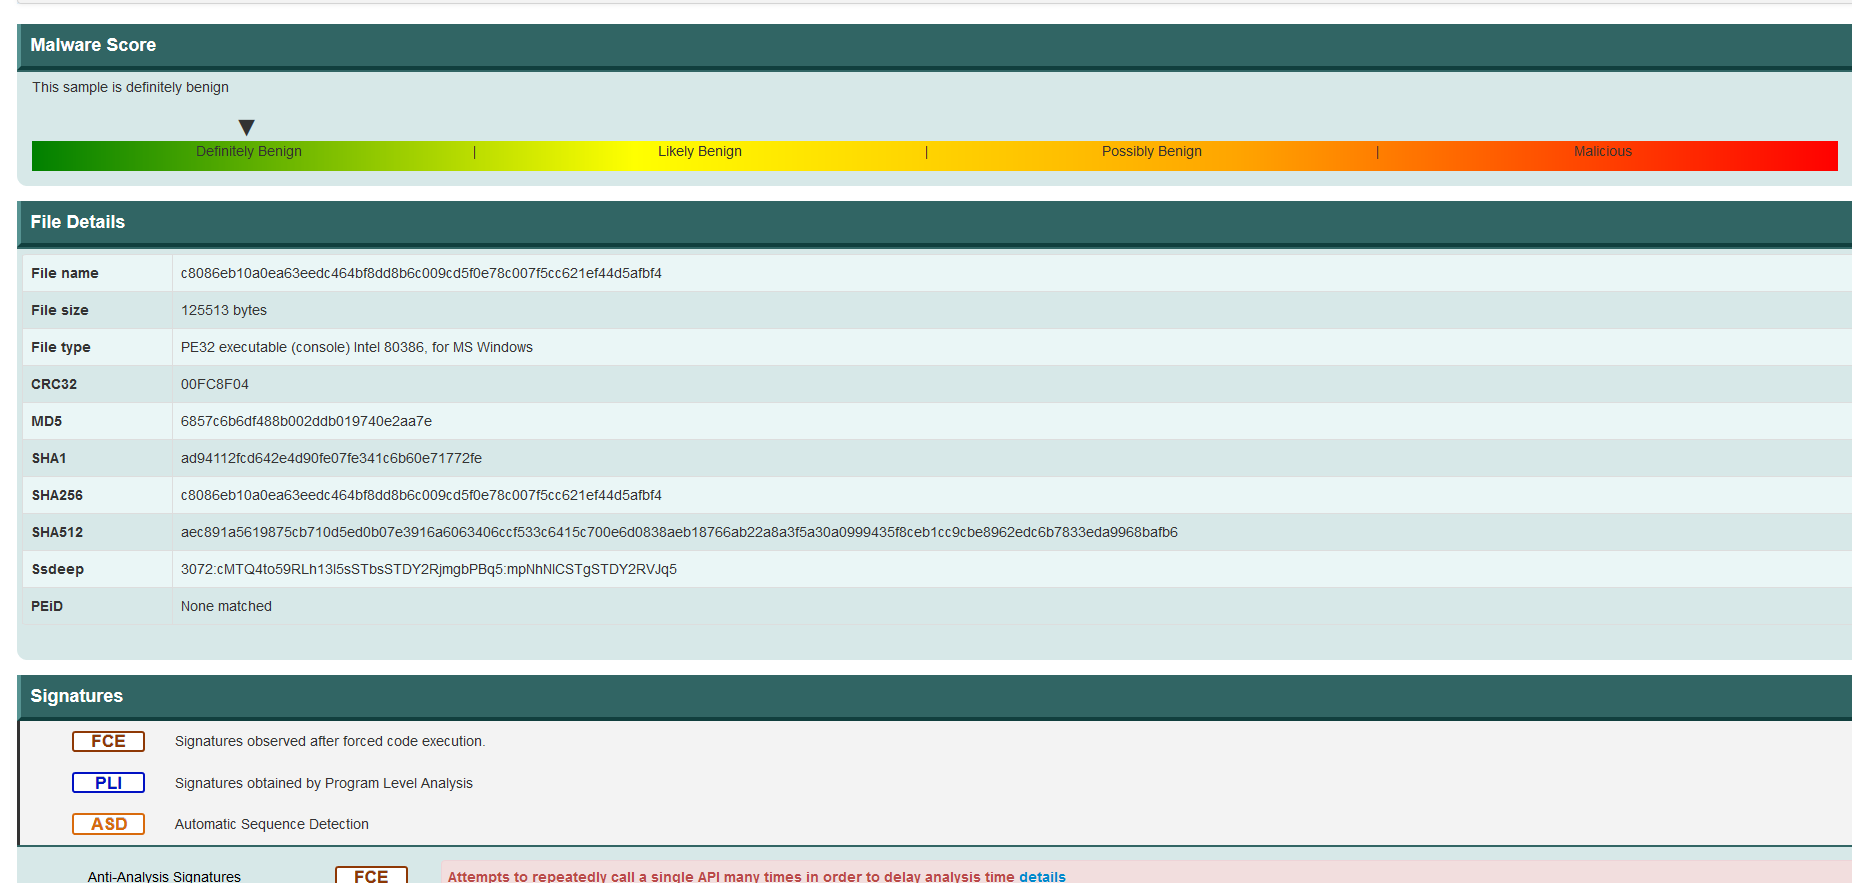 Malware Score
This sample is definitely benign
▼
Definitely Benign | Likely Benign | Possibly Benign | Malicious
File Details
File name c8086eb10a0ea63eedc464bf8dd8b6c009cd5f0e78c007f5cc621ef44d5afbf4
File size 125513 bytes
File type PE32 executable (console) Intel 80386, for MS Windows
CRC32 00FC8F04
MD5 6857c6b6df488b002ddb019740e2aa7e
SHA1 ad94112fcd642e4d90fe07fe341c6b60e71772fe
SHA256 c8086eb10a0ea63eedc464bf8dd8b6c009cd5f0e78c007f5cc621ef44d5afbf4
SHA512 aec891a5619875cb710d5ed0b07e3916a6063406ccf533c6415c700e6d0838aeb18766ab22a8a3f5a30a0999435f8ceb1cc9cbe8962edc6b7833eda9968bafb6
Ssdeep 3072:cMTQ4to59RLh13I5sSTbsSTDY2RjmgbPBq5:mpNhNICSTgSTDY2RVJq5
PEiD None matched
Signatures
FCE Signatures observed after forced code execution.
PLI Signatures obtained by Program Level Analysis
ASD Automatic Sequence Detection
Anti-Analysis Signatures FCE Attempts to repeatedly call a single API many times in order to delay analysis time details